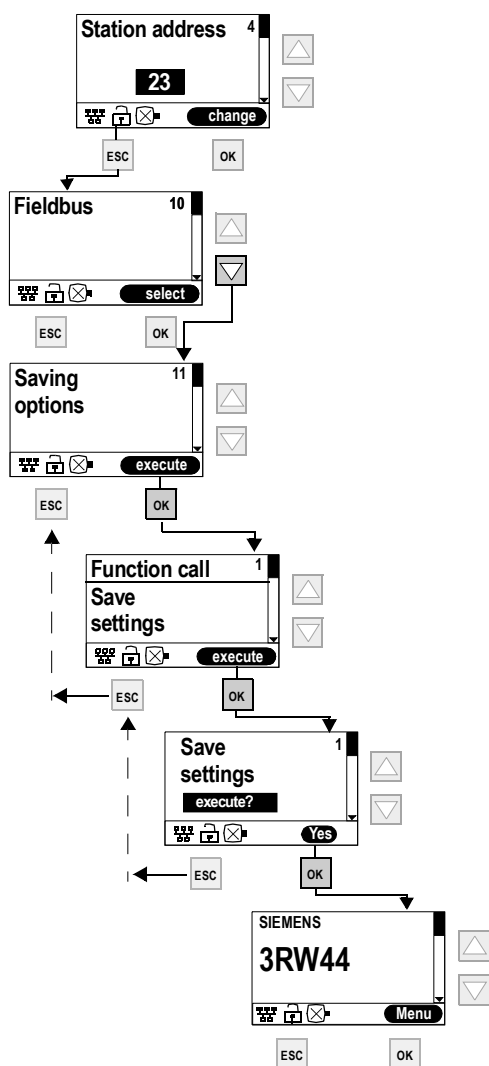 Station address 4
23
change
ESC OK
Fieldbus 10
select
ESC OK
Saving 11
options
execute
ESC OK
Function call 1
Save
settings
execute
ESC OK
Save 1
settings
execute?
Yes
ESC OK
SIEMENS
3RW44
Menu
ESC OK